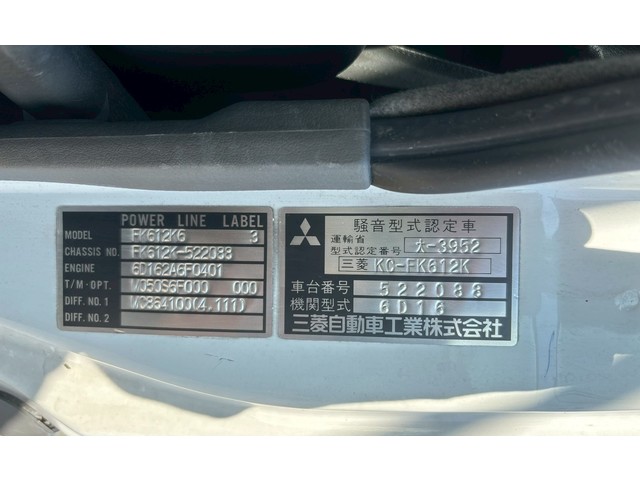 POWER LINE LABEL
MODEL FK612K6 3
CHASSIS NO. FK612K-522088
ENGINE 6D162A6F0401
T/M·OPT. M050S6F000 000
DIFF. NO. 1 MC864100(4.111)
DIFF. NO. 2
騒音型式認定車
運輸省
型式認定番号 大-3952
三菱 KC-FK612K
車台番号 522088
機関型式 6D16
三菱自動車工業株式会社